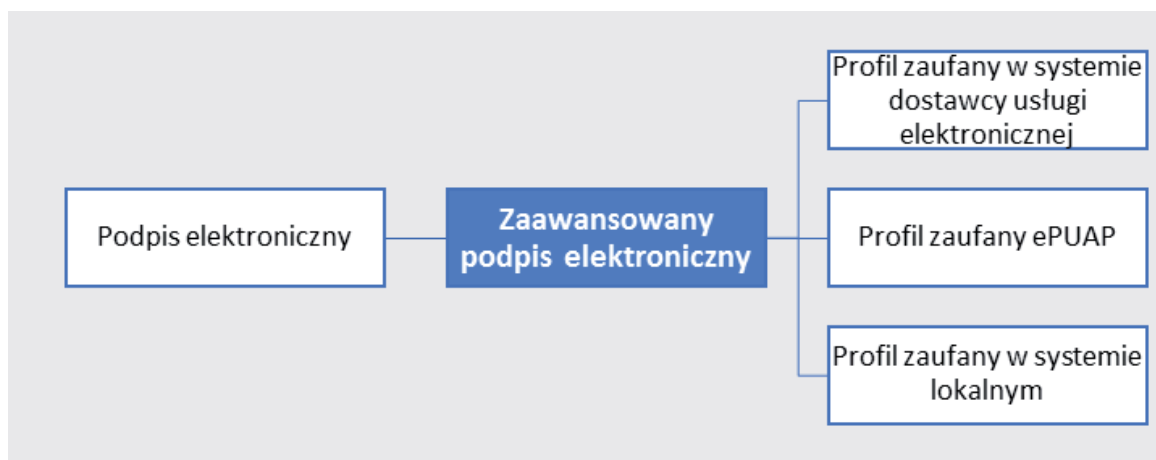 Podpis elektroniczny
Zaawansowany
podpis elektroniczny
Profil zaufany w systemie
dostawcy usługi
elektronicznej
Profil zaufany ePUAP
Profil zaufany w systemie
lokalnym